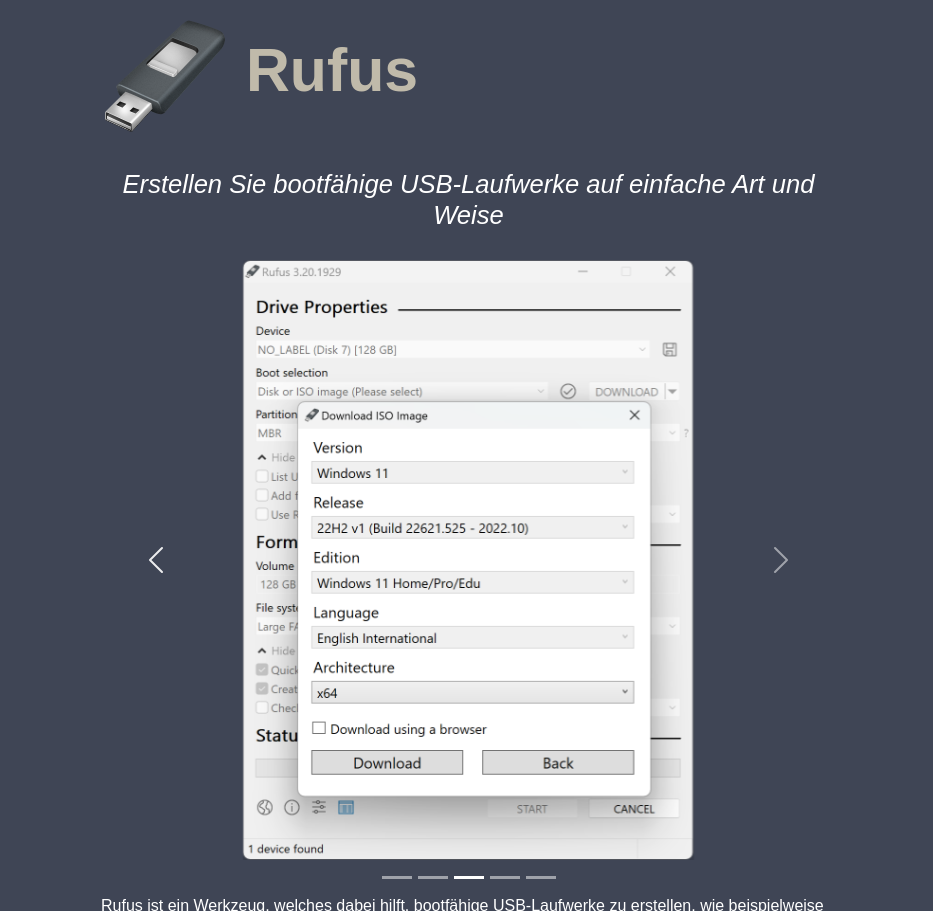 Rufus
Erstellen Sie bootfähige USB-Laufwerke auf einfache Art und
Weise
Rufus 3.20.1929
Drive Properties
Device
NO_LABEL (Disk 7) [128 GB]
Boot selection
Disk or ISO image (Please select)
DOWNLOAD
Partition
MBR
?
Hide
List U
Add f
Use R
Form
Volume
128 GB
File syste
Large FA
Hide
Quick
Creat
Check
Statu
Download ISO Image
Version
Windows 11
Release
22H2 v1 (Build 22621.525 - 2022.10)
Edition
Windows 11 Home/Pro/Edu
Language
English International
Architecture
x64
Download using a browser
Download Back
START CANCEL
1 device found
Rufus ist ein Werkzeug, welches dabei hilft, bootfähige USB-Laufwerke zu erstellen, wie beispielweise